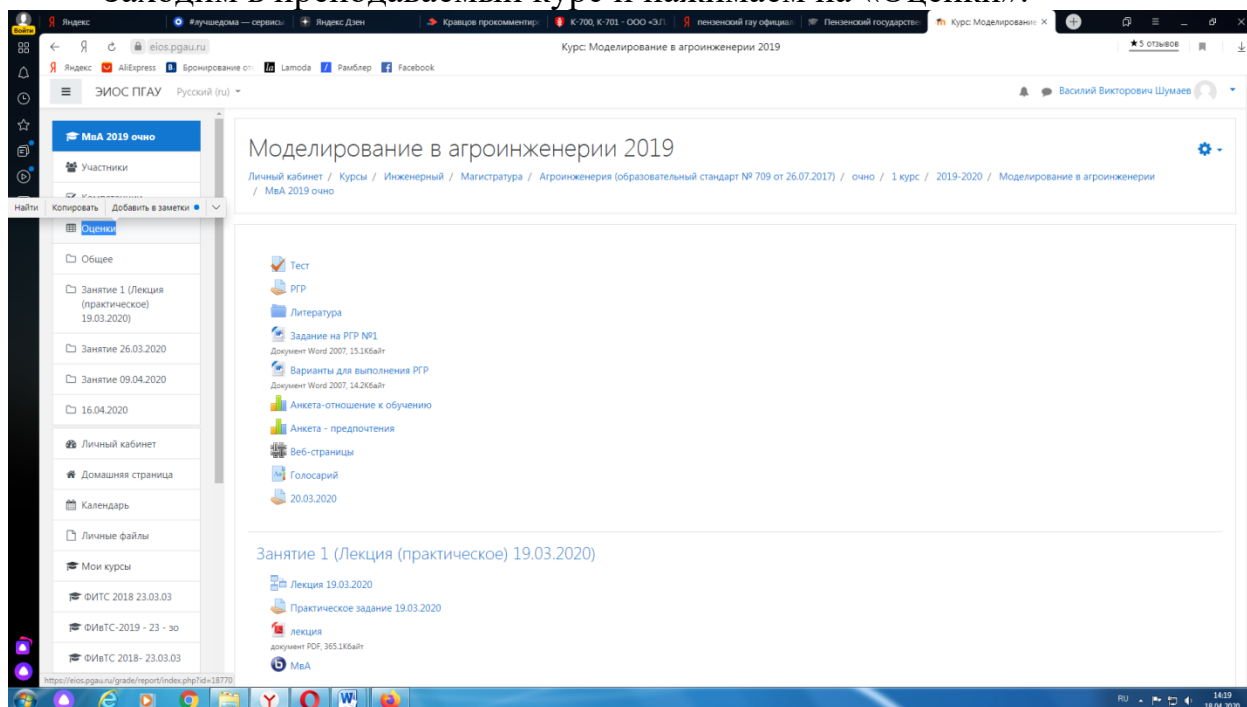 Заходим в преподаваемый курс и нажимаем на «Оценки».
Войти
Яндекс
#лучшедома — сервисы
Яндекс.Дзен
Кравцов прокомментиро
К-700, К-701 - ООО «ЭЛ
пензенский гау официал
Пензенский государстве
Курс: Моделирование
eios.pgau.ru
Курс: Моделирование в агроинженерии 2019
★5 отзывов
Яндекс
AliExpress
Бронирование от
Lamoda
Рамблер
Facebook
ЭИОС ПГАУ
Русский (ru)
Василий Викторович Шумаев
МвА 2019 очно
Участники
Компетенции
Найти
Копировать
Добавить в заметки
Оценки
Общее
Занятие 1 (Лекция
(практическое)
19.03.2020)
Занятие 26.03.2020
Занятие 09.04.2020
16.04.2020
Личный кабинет
Домашняя страница
Календарь
Личные файлы
Мои курсы
ФИТС 2018 23.03.03
ФИвТС-2019 - 23 - зо
ФИвТС 2018- 23.03.03
https://eios.pgau.ru/grade/report/index.php?id=18770
Моделирование в агроинженерии 2019
Личный кабинет / Курсы / Инженерный / Магистратура / Агроинженерия (образовательный стандарт № 709 от 26.07.2017) / очно / 1 курс / 2019-2020 / Моделирование в агроинженерии
/ МвА 2019 очно
Тест
РГР
Литература
Задание на РГР №1
Документ Word 2007, 15.1Кбайт
Варианты для выполнения РГР
Документ Word 2007, 14.2Кбайт
Анкета-отношение к обучению
Анкета - предпочтения
Веб-страницы
Голосарий
20.03.2020
Занятие 1 (Лекция (практическое) 19.03.2020)
Лекция 19.03.2020
Практическое задание 19.03.2020
лекция
документ PDF, 365.1Кбайт
МвА
RU
14:19
18.04.2020